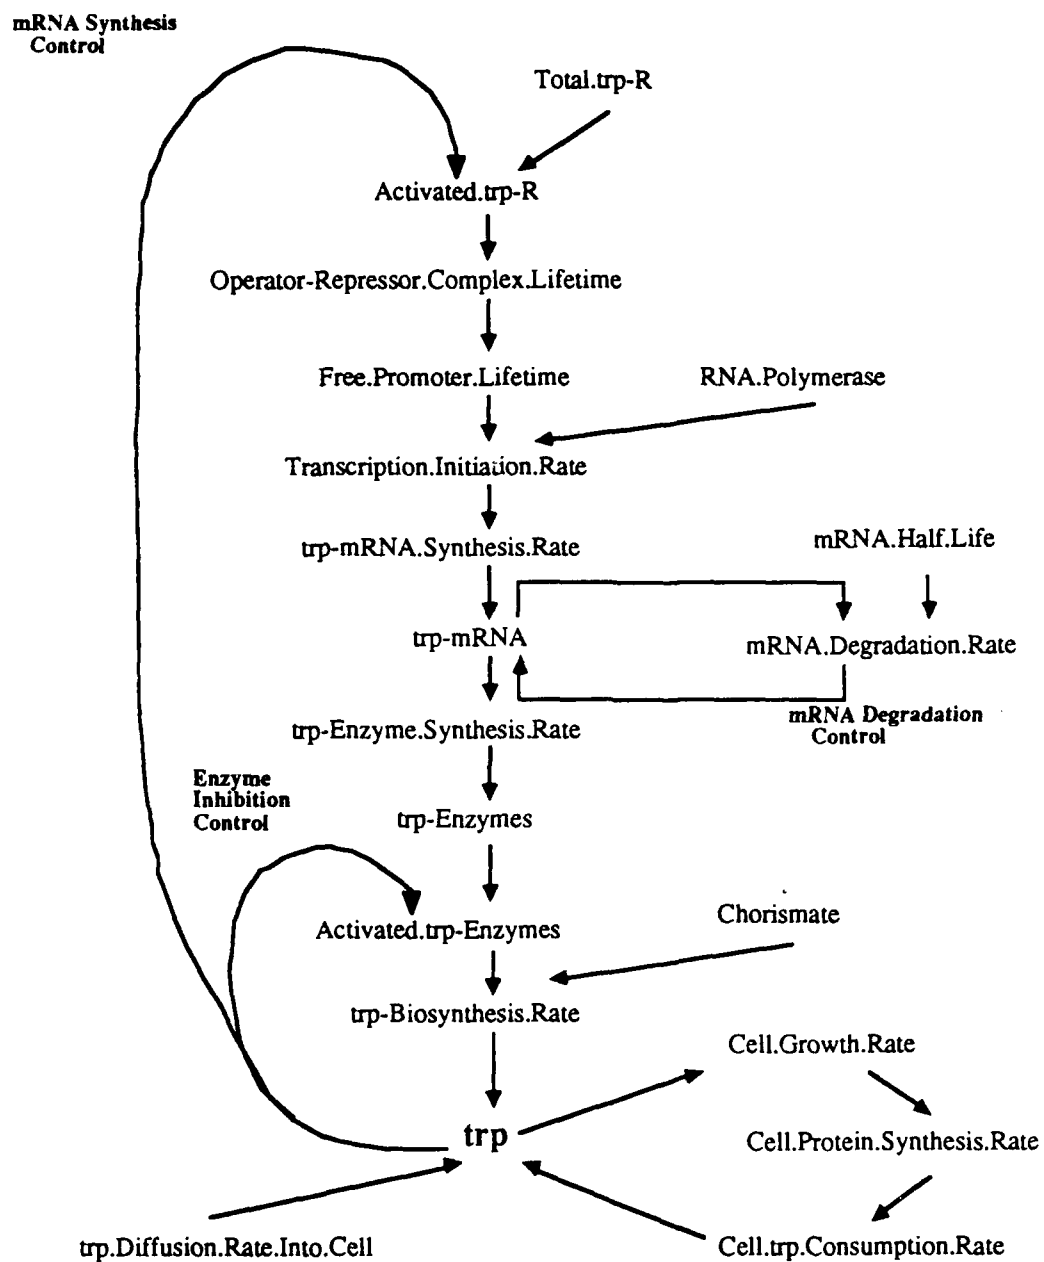 mRNA Synthesis
Control
Total.trp-R
Activated.trp-R
Operator-Repressor.Complex.Lifetime
Free.Promoter.Lifetime
RNA.Polymerase
Transcription.Initiation.Rate
trp-mRNA.Synthesis.Rate
mRNA.Half.Life
trp-mRNA
mRNA.Degradation.Rate
mRNA Degradation
Control
trp-Enzyme.Synthesis.Rate
Enzyme
Inhibition
Control
trp-Enzymes
Chorismate
Activated.trp-Enzymes
trp-Biosynthesis.Rate
Cell.Growth.Rate
trp
Cell.Protein.Synthesis.Rate
trp.Diffusion.Rate.Into.Cell
Cell.trp.Consumption.Rate